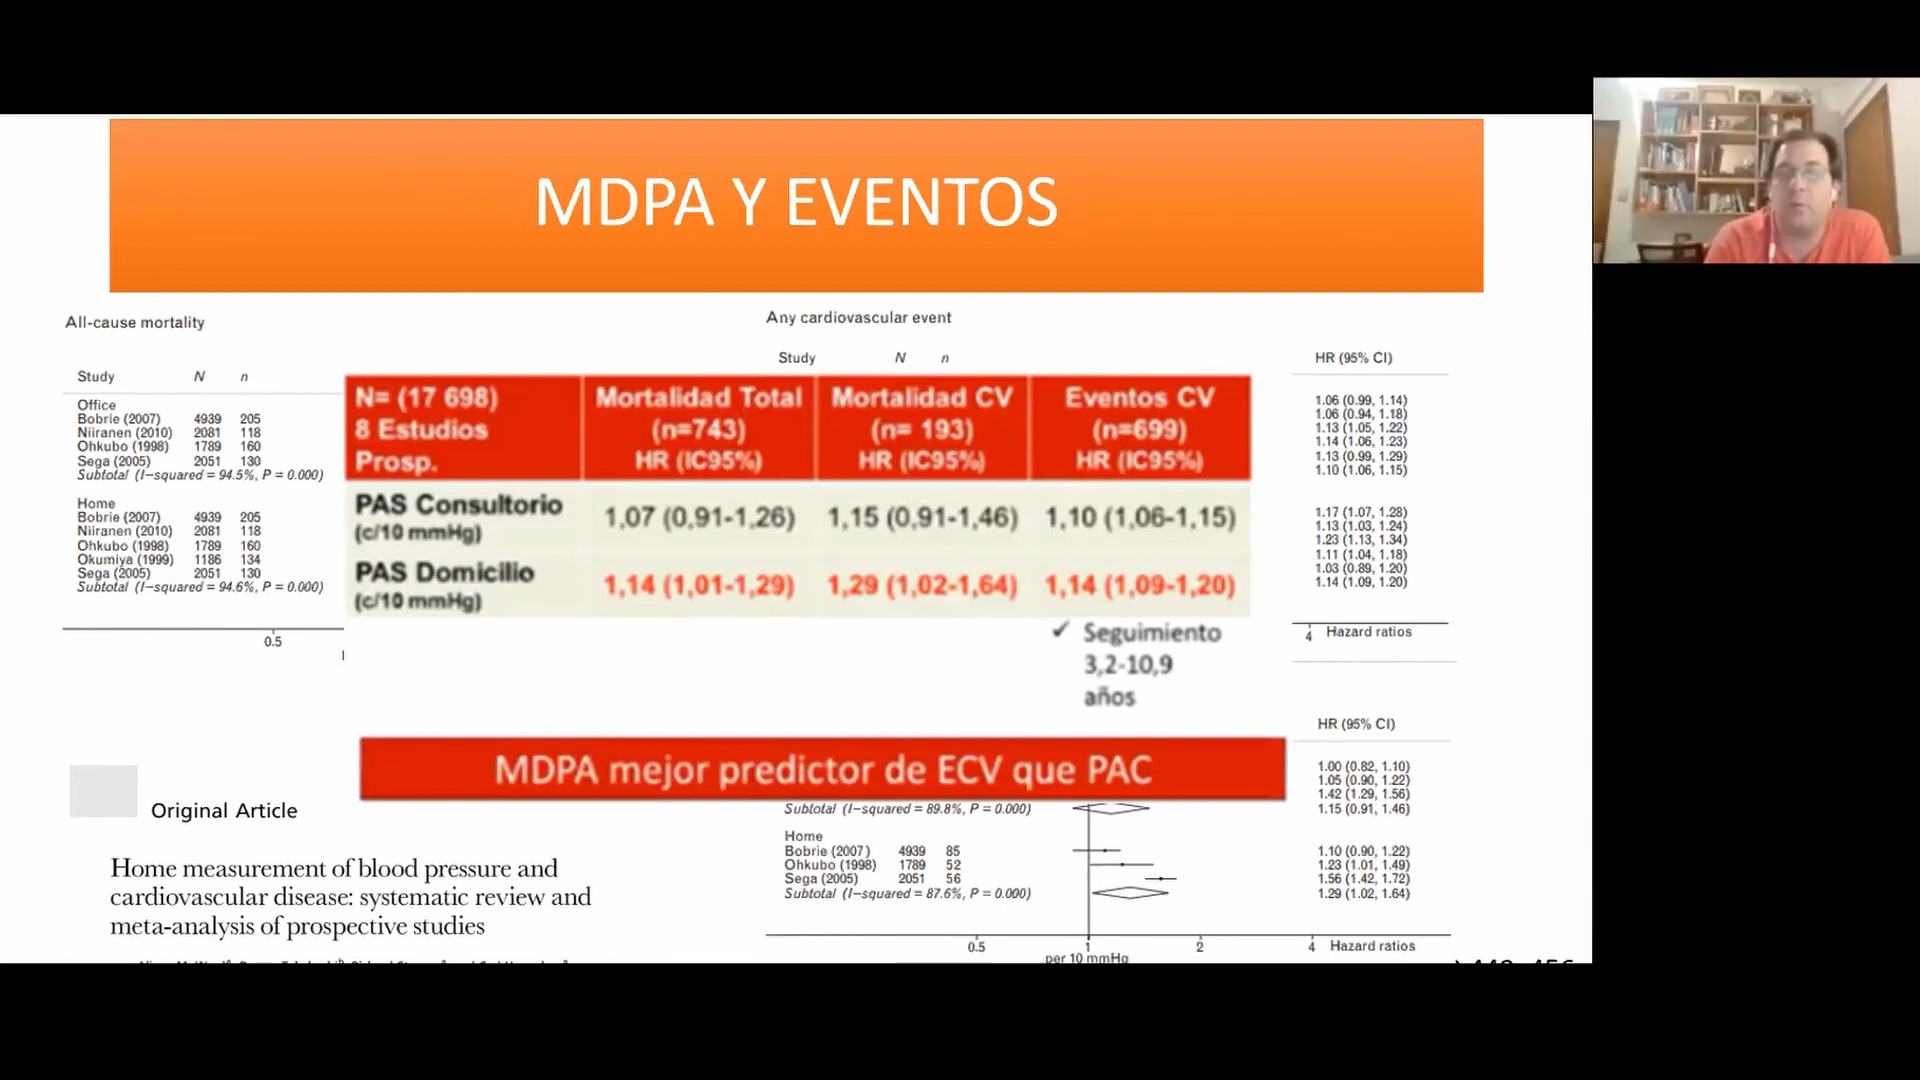 MDPA Y EVENTOS
All-cause mortality
Study N n
Office
Bobrie (2007) 4939 205
Niiranen (2010) 2081 118
Ohkubo (1998) 1789 160
Sega (2005) 2051 130
Subtotal (I−squared = 94.5%, P = 0.000)
Home
Bobrie (2007) 4939 205
Niiranen (2010) 2081 118
Ohkubo (1998) 1789 160
Okumiya (1999) 1186 134
Sega (2005) 2051 130
Subtotal (I−squared = 94.6%, P = 0.000)
0.5
Any cardiovascular event
Study N n
N= (17 698)
8 Estudios
Prosp.
Mortalidad Total
(n=743)
HR (IC95%)
Mortalidad CV
(n= 193)
HR (IC95%)
Eventos CV
(n=699)
HR (IC95%)
PAS Consultorio
(c/10 mmHg)
1,07 (0,91-1,26) 1,15 (0,91-1,46) 1,10 (1,06-1,15)
PAS Domicilio
(c/10 mmHg)
1,14 (1,01-1,29) 1,29 (1,02-1,64) 1,14 (1,09-1,20)
✓ Seguimiento
3,2-10,9
años
HR (95% CI)
1.06 (0.99, 1.14)
1.06 (0.94, 1.18)
1.13 (1.05, 1.22)
1.14 (1.06, 1.23)
1.13 (0.99, 1.29)
1.10 (1.06, 1.15)
1.17 (1.07, 1.28)
1.13 (1.03, 1.24)
1.23 (1.13, 1.34)
1.11 (1.04, 1.18)
1.03 (0.89, 1.20)
1.14 (1.09, 1.20)
4 Hazard ratios
MDPA mejor predictor de ECV que PAC
HR (95% CI)
1.00 (0.82, 1.10)
1.05 (0.90, 1.22)
1.42 (1.29, 1.56)
Subtotal (I−squared = 89.8%, P = 0.000) 1.15 (0.91, 1.46)
Home
Bobrie (2007) 4939 85 1.10 (0.90, 1.22)
Ohkubo (1998) 1789 52 1.23 (1.01, 1.49)
Sega (2005) 2051 56 1.56 (1.42, 1.72)
Subtotal (I−squared = 87.6%, P = 0.000) 1.29 (1.02, 1.64)
0.5 1 2 4 Hazard ratios
per 10 mmHg
Original Article
Home measurement of blood pressure and
cardiovascular disease: systematic review and
meta-analysis of prospective studies